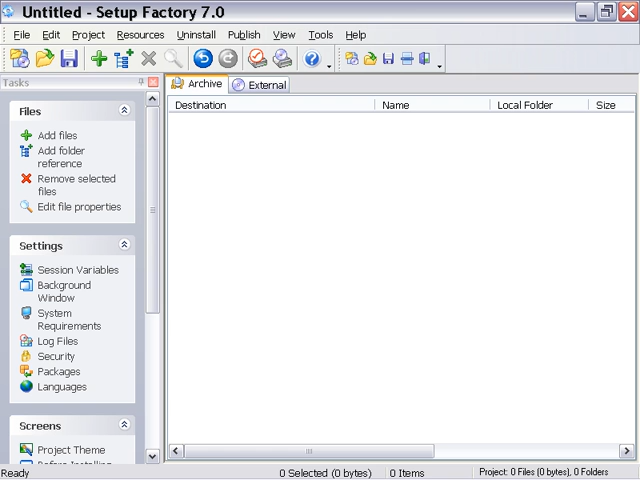 Untitled - Setup Factory 7.0
File Edit Project Resources Uninstall Publish View Tools Help
Tasks
Archive External
Destination Name Local Folder Size
Files
Add files
Add folder
reference
Remove selected
files
Edit file properties
Settings
Session Variables
Background
Window
System
Requirements
Log Files
Security
Packages
Languages
Screens
Project Theme
Before Installing
Ready 0 Selected (0 bytes) 0 Items Project: 0 Files (0 bytes), 0 Folders